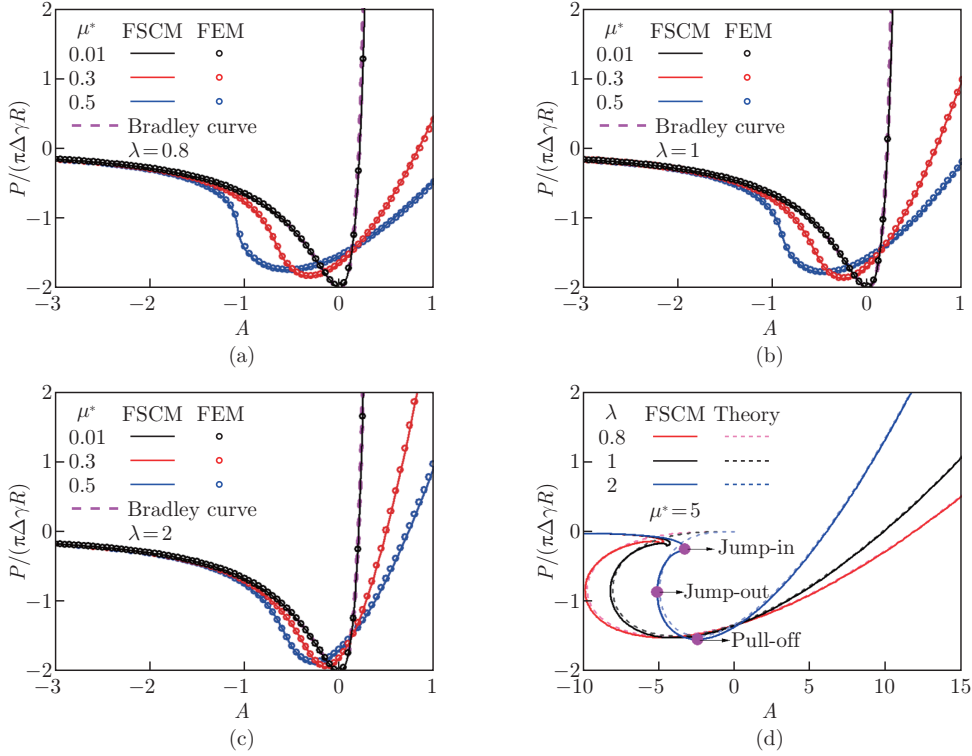 μ* FSCM FEM
0.01
0.3
0.5
Bradley curve
λ=0.8
P/(πΔγR)
2
1
0
−1
−2
−3 −2 −1 0 1
A
(a)
μ* FSCM FEM
0.01
0.3
0.5
Bradley curve
λ=1
P/(πΔγR)
2
1
0
−1
−2
−3 −2 −1 0 1
A
(b)
μ* FSCM FEM
0.01
0.3
0.5
Bradley curve
λ=2
P/(πΔγR)
2
1
0
−1
−2
−3 −2 −1 0 1
A
(c)
λ FSCM Theory
0.8
1
2
μ*=5
Jump-in
Jump-out
Pull-off
P/(πΔγR)
2
1
0
−1
−2
−10 −5 0 5 10 15
A
(d)